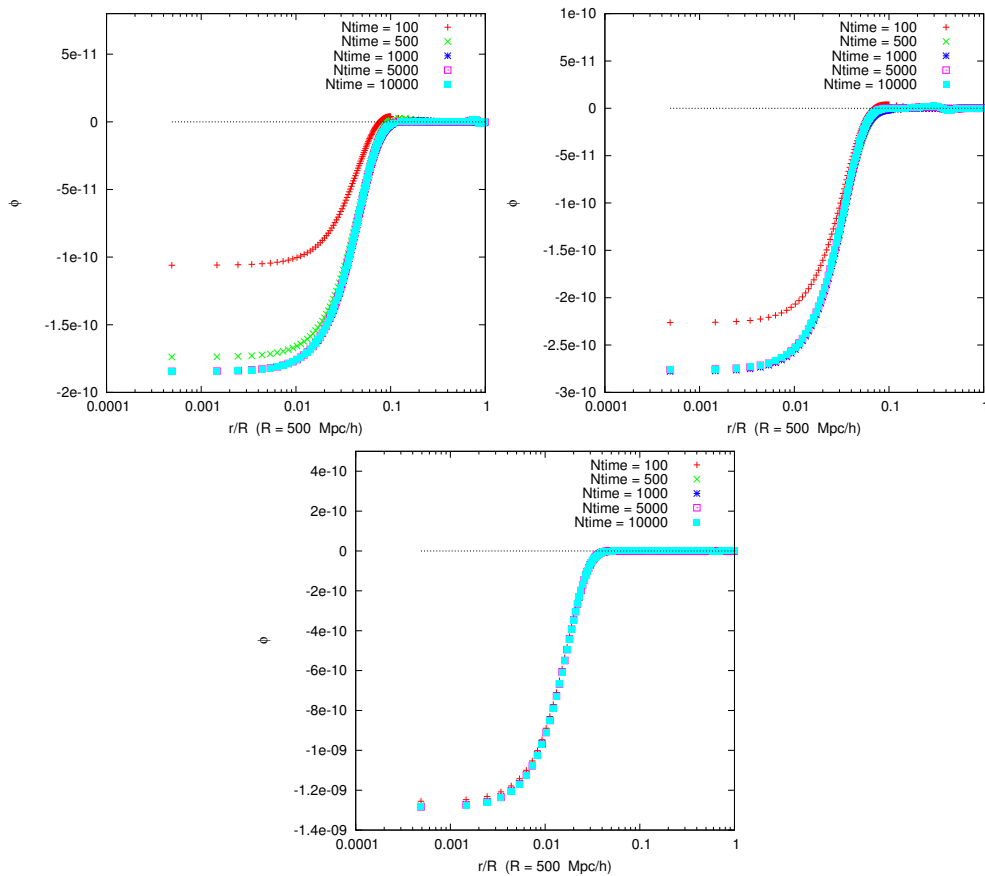 5e-11
0
-5e-11
-1e-10
-1.5e-10
-2e-10
ϕ
0.0001
0.001
0.01
0.1
1
r/R (R = 500 Mpc/h)
Ntime = 100
Ntime = 500
Ntime = 1000
Ntime = 5000
Ntime = 10000
1e-10
5e-11
0
-5e-11
-1e-10
-1.5e-10
-2e-10
-2.5e-10
-3e-10
ϕ
0.0001
0.001
0.01
0.1
1
r/R (R = 500 Mpc/h)
Ntime = 100
Ntime = 500
Ntime = 1000
Ntime = 5000
Ntime = 10000
4e-10
2e-10
0
-2e-10
-4e-10
-6e-10
-8e-10
-1e-09
-1.2e-09
-1.4e-09
ϕ
0.0001
0.001
0.01
0.1
1
r/R (R = 500 Mpc/h)
Ntime = 100
Ntime = 500
Ntime = 1000
Ntime = 5000
Ntime = 10000